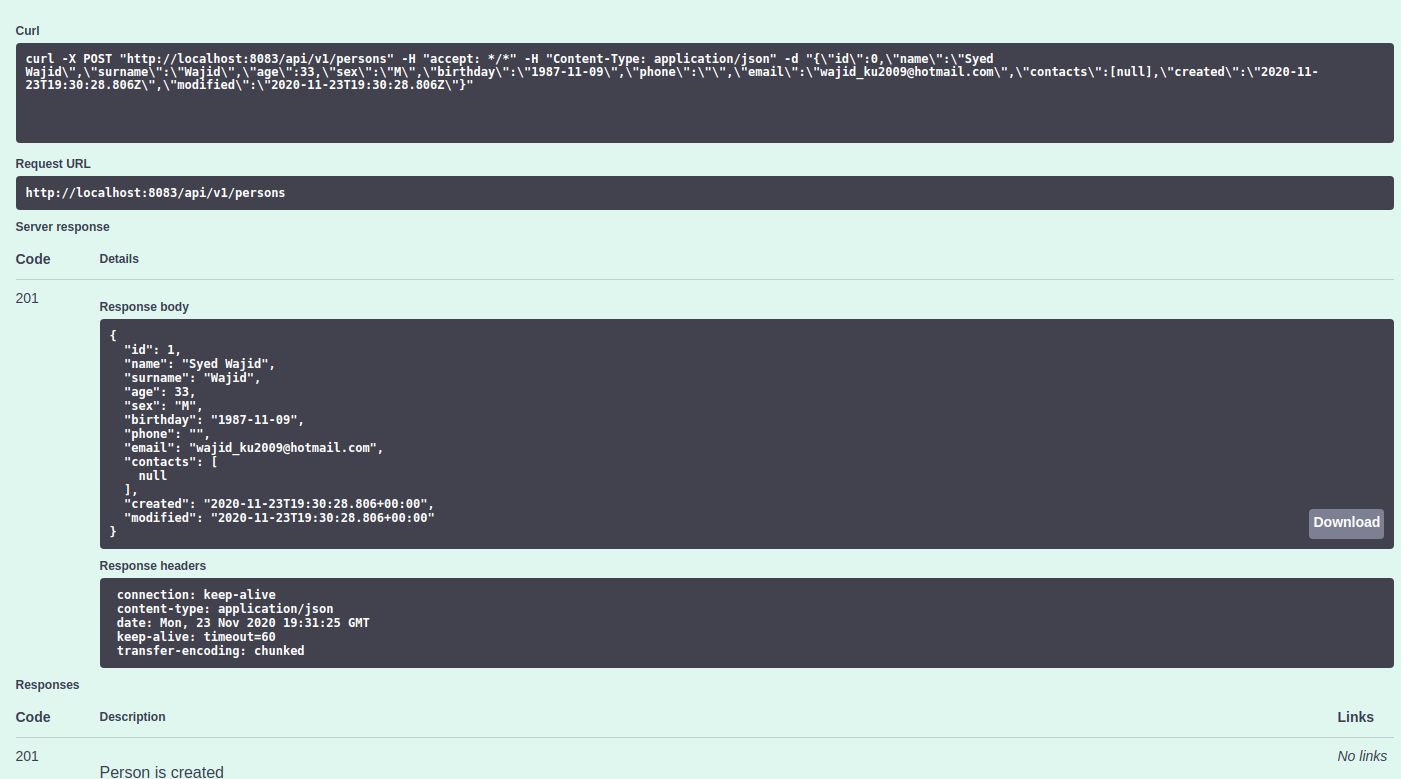 Curl
curl -X POST "http://localhost:8083/api/v1/persons" -H "accept: */*" -H "Content-Type: application/json" -d "{\"id\":0,\"name\":\"Syed
Wajid\",\"surname\":\"Wajid\",\"age\":33,\"sex\":\"M\",\"birthday\":\"1987-11-09\",\"phone\":\"\",\"email\":\"wajid_ku2009@hotmail.com\",\"contacts\":[null],\"created\":\"2020-11-
23T19:30:28.806Z\",\"modified\":\"2020-11-23T19:30:28.806Z\"}"
Request URL
http://localhost:8083/api/v1/persons
Server response
Code Details
201
Response body
{
  "id": 1,
  "name": "Syed Wajid",
  "surname": "Wajid",
  "age": 33,
  "sex": "M",
  "birthday": "1987-11-09",
  "phone": "",
  "email": "wajid_ku2009@hotmail.com",
  "contacts": [
    null
  ],
  "created": "2020-11-23T19:30:28.806+00:00",
  "modified": "2020-11-23T19:30:28.806+00:00"
}
Download
Response headers
connection: keep-alive
content-type: application/json
date: Mon, 23 Nov 2020 19:31:25 GMT
keep-alive: timeout=60
transfer-encoding: chunked
Responses
Code Description Links
201 No links
Person is created